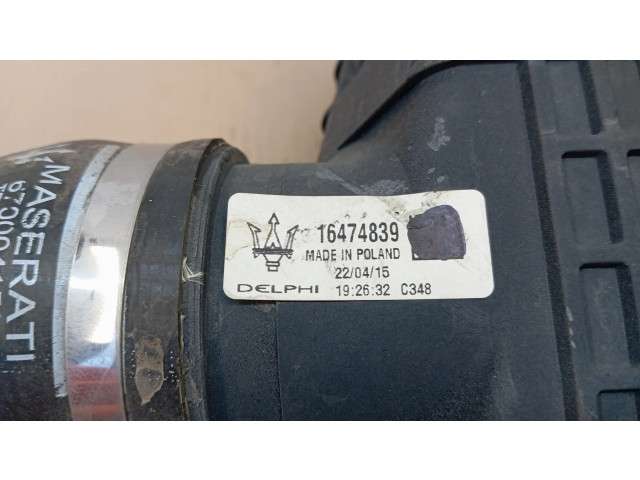 MASERATI
16474839
MADE IN POLAND
22/04/15
DELPHI 19:26:32 C348